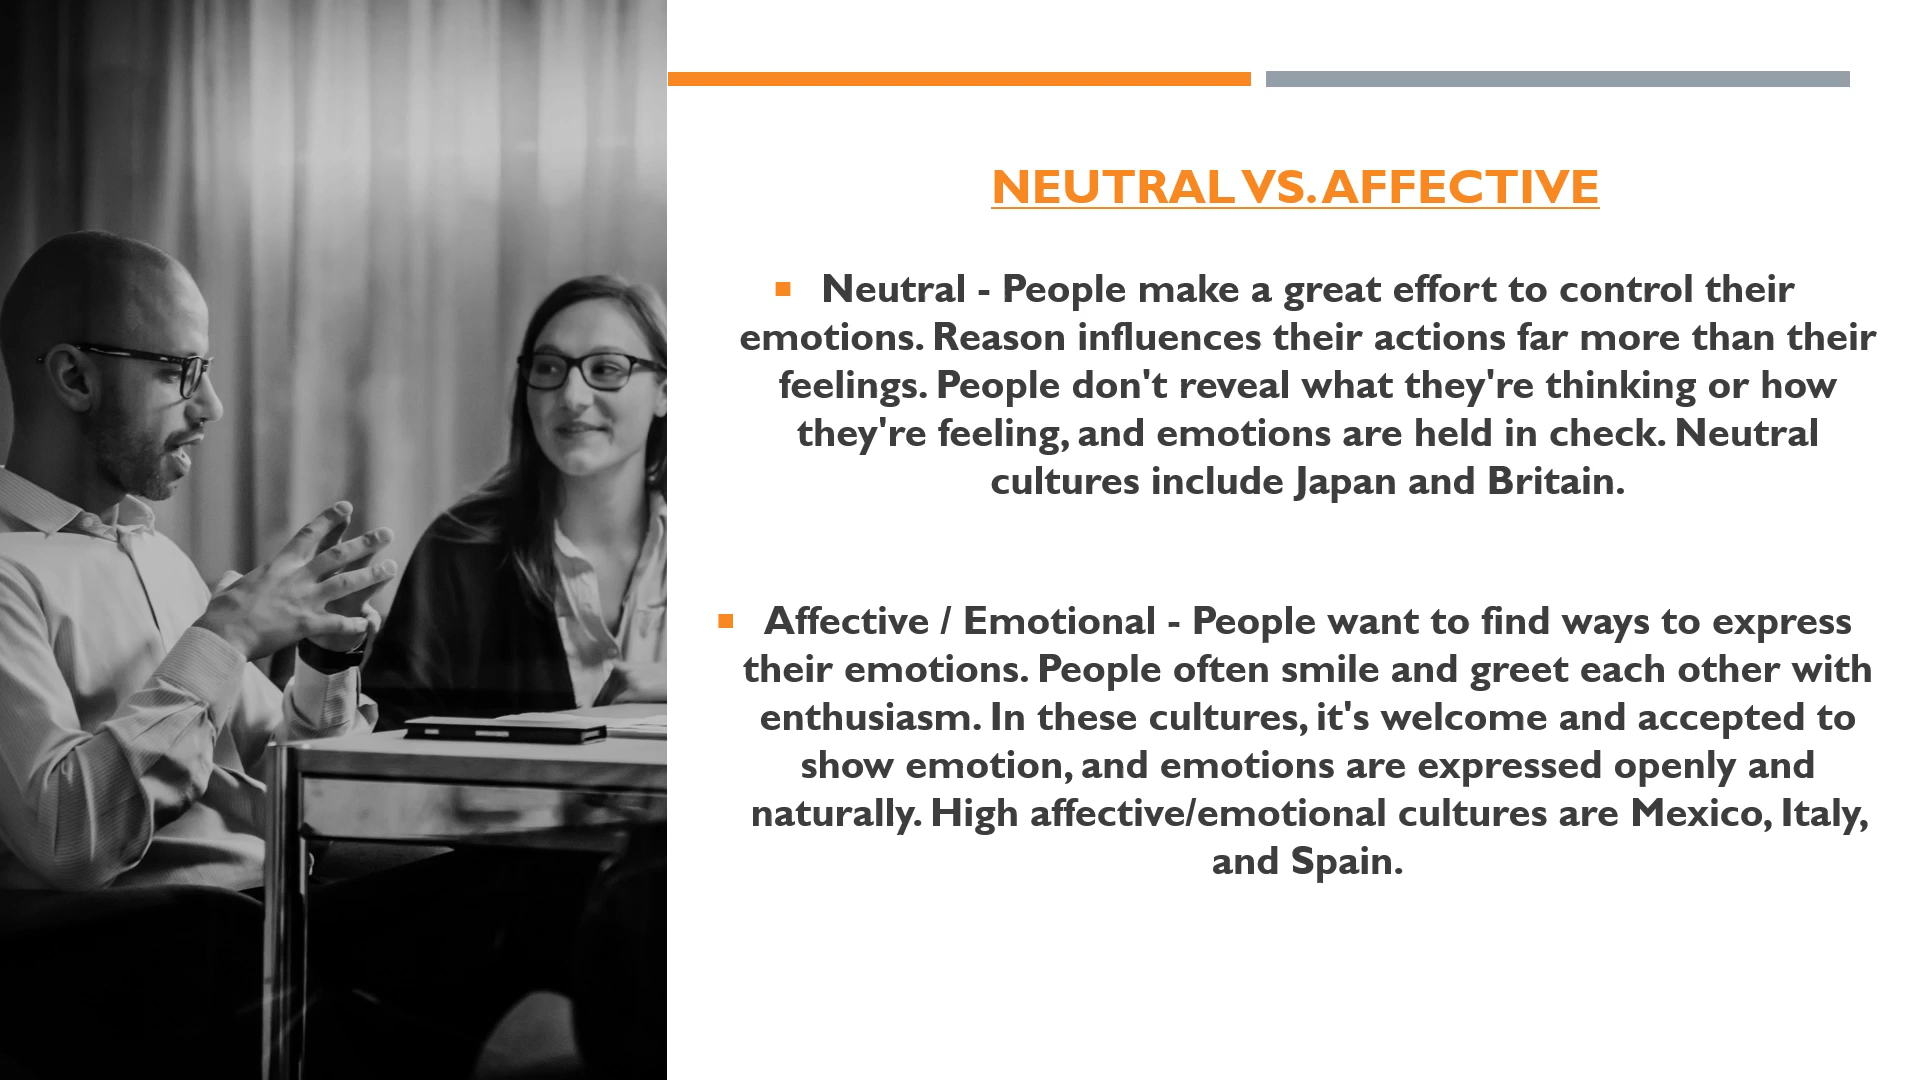 NEUTRAL VS. AFFECTIVE
Neutral - People make a great effort to control their
emotions. Reason influences their actions far more than their
feelings. People don't reveal what they're thinking or how
they're feeling, and emotions are held in check. Neutral
cultures include Japan and Britain.
Affective / Emotional - People want to find ways to express
their emotions. People often smile and greet each other with
enthusiasm. In these cultures, it's welcome and accepted to
show emotion, and emotions are expressed openly and
naturally. High affective/emotional cultures are Mexico, Italy,
and Spain.